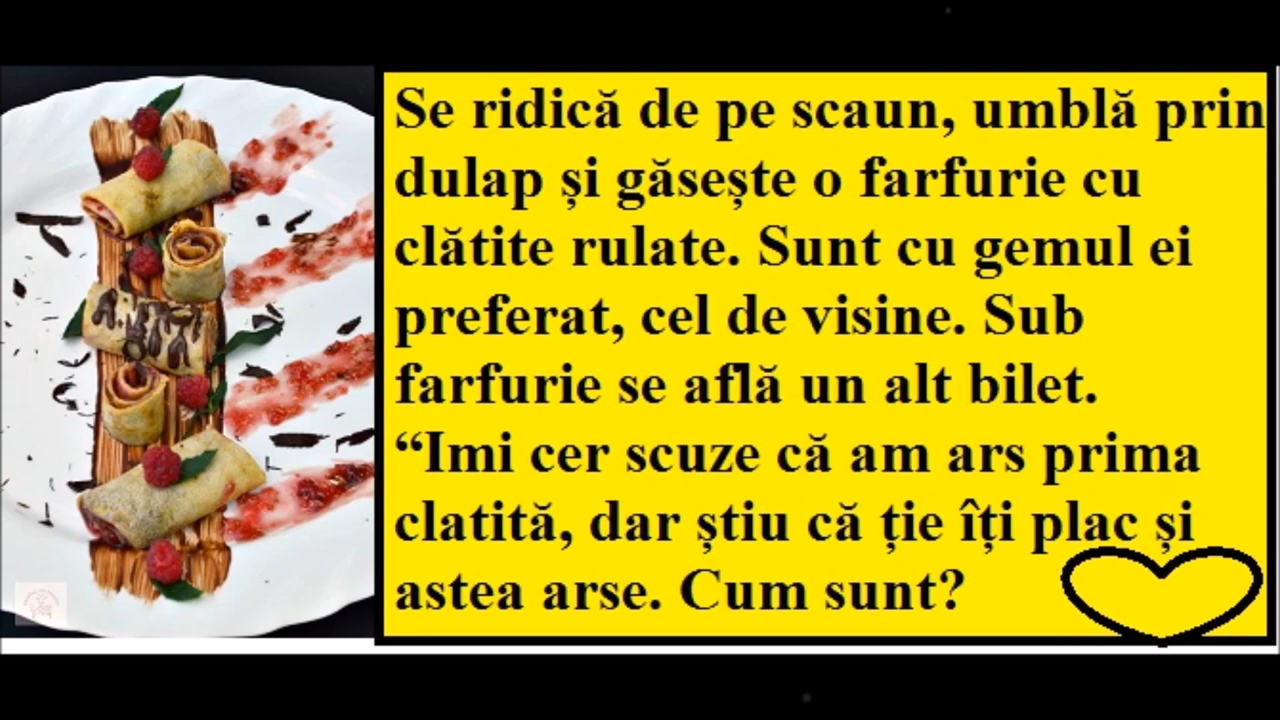 Se ridică de pe scaun, umblă prin
dulap și găsește o farfurie cu
clătite rulate. Sunt cu gemul ei
preferat, cel de visine. Sub
farfurie se află un alt bilet.
“Imi cer scuze că am ars prima
clatită, dar știu că ție îți plac și
astea arse. Cum sunt?